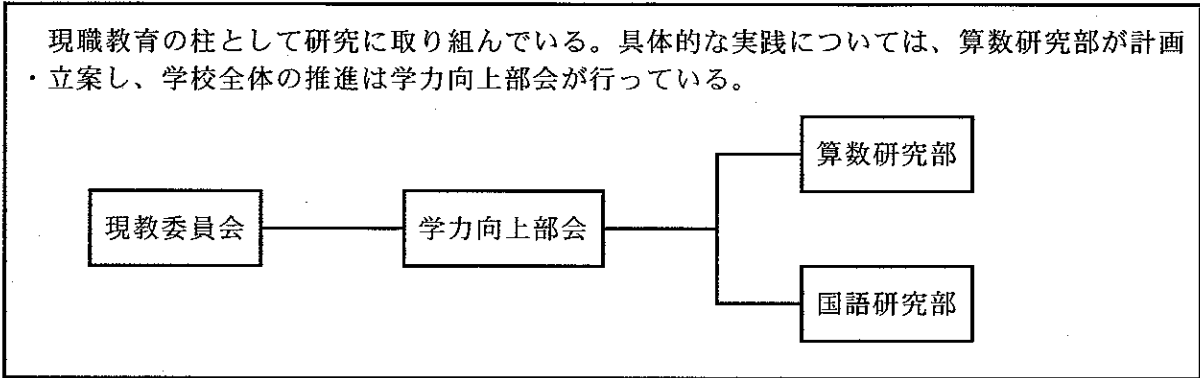 現職教育の柱として研究に取り組んでいる。具体的な実践については、算数研究部が計画
・立案し、学校全体の推進は学力向上部会が行っている。
算数研究部
現教委員会
学力向上部会
国語研究部